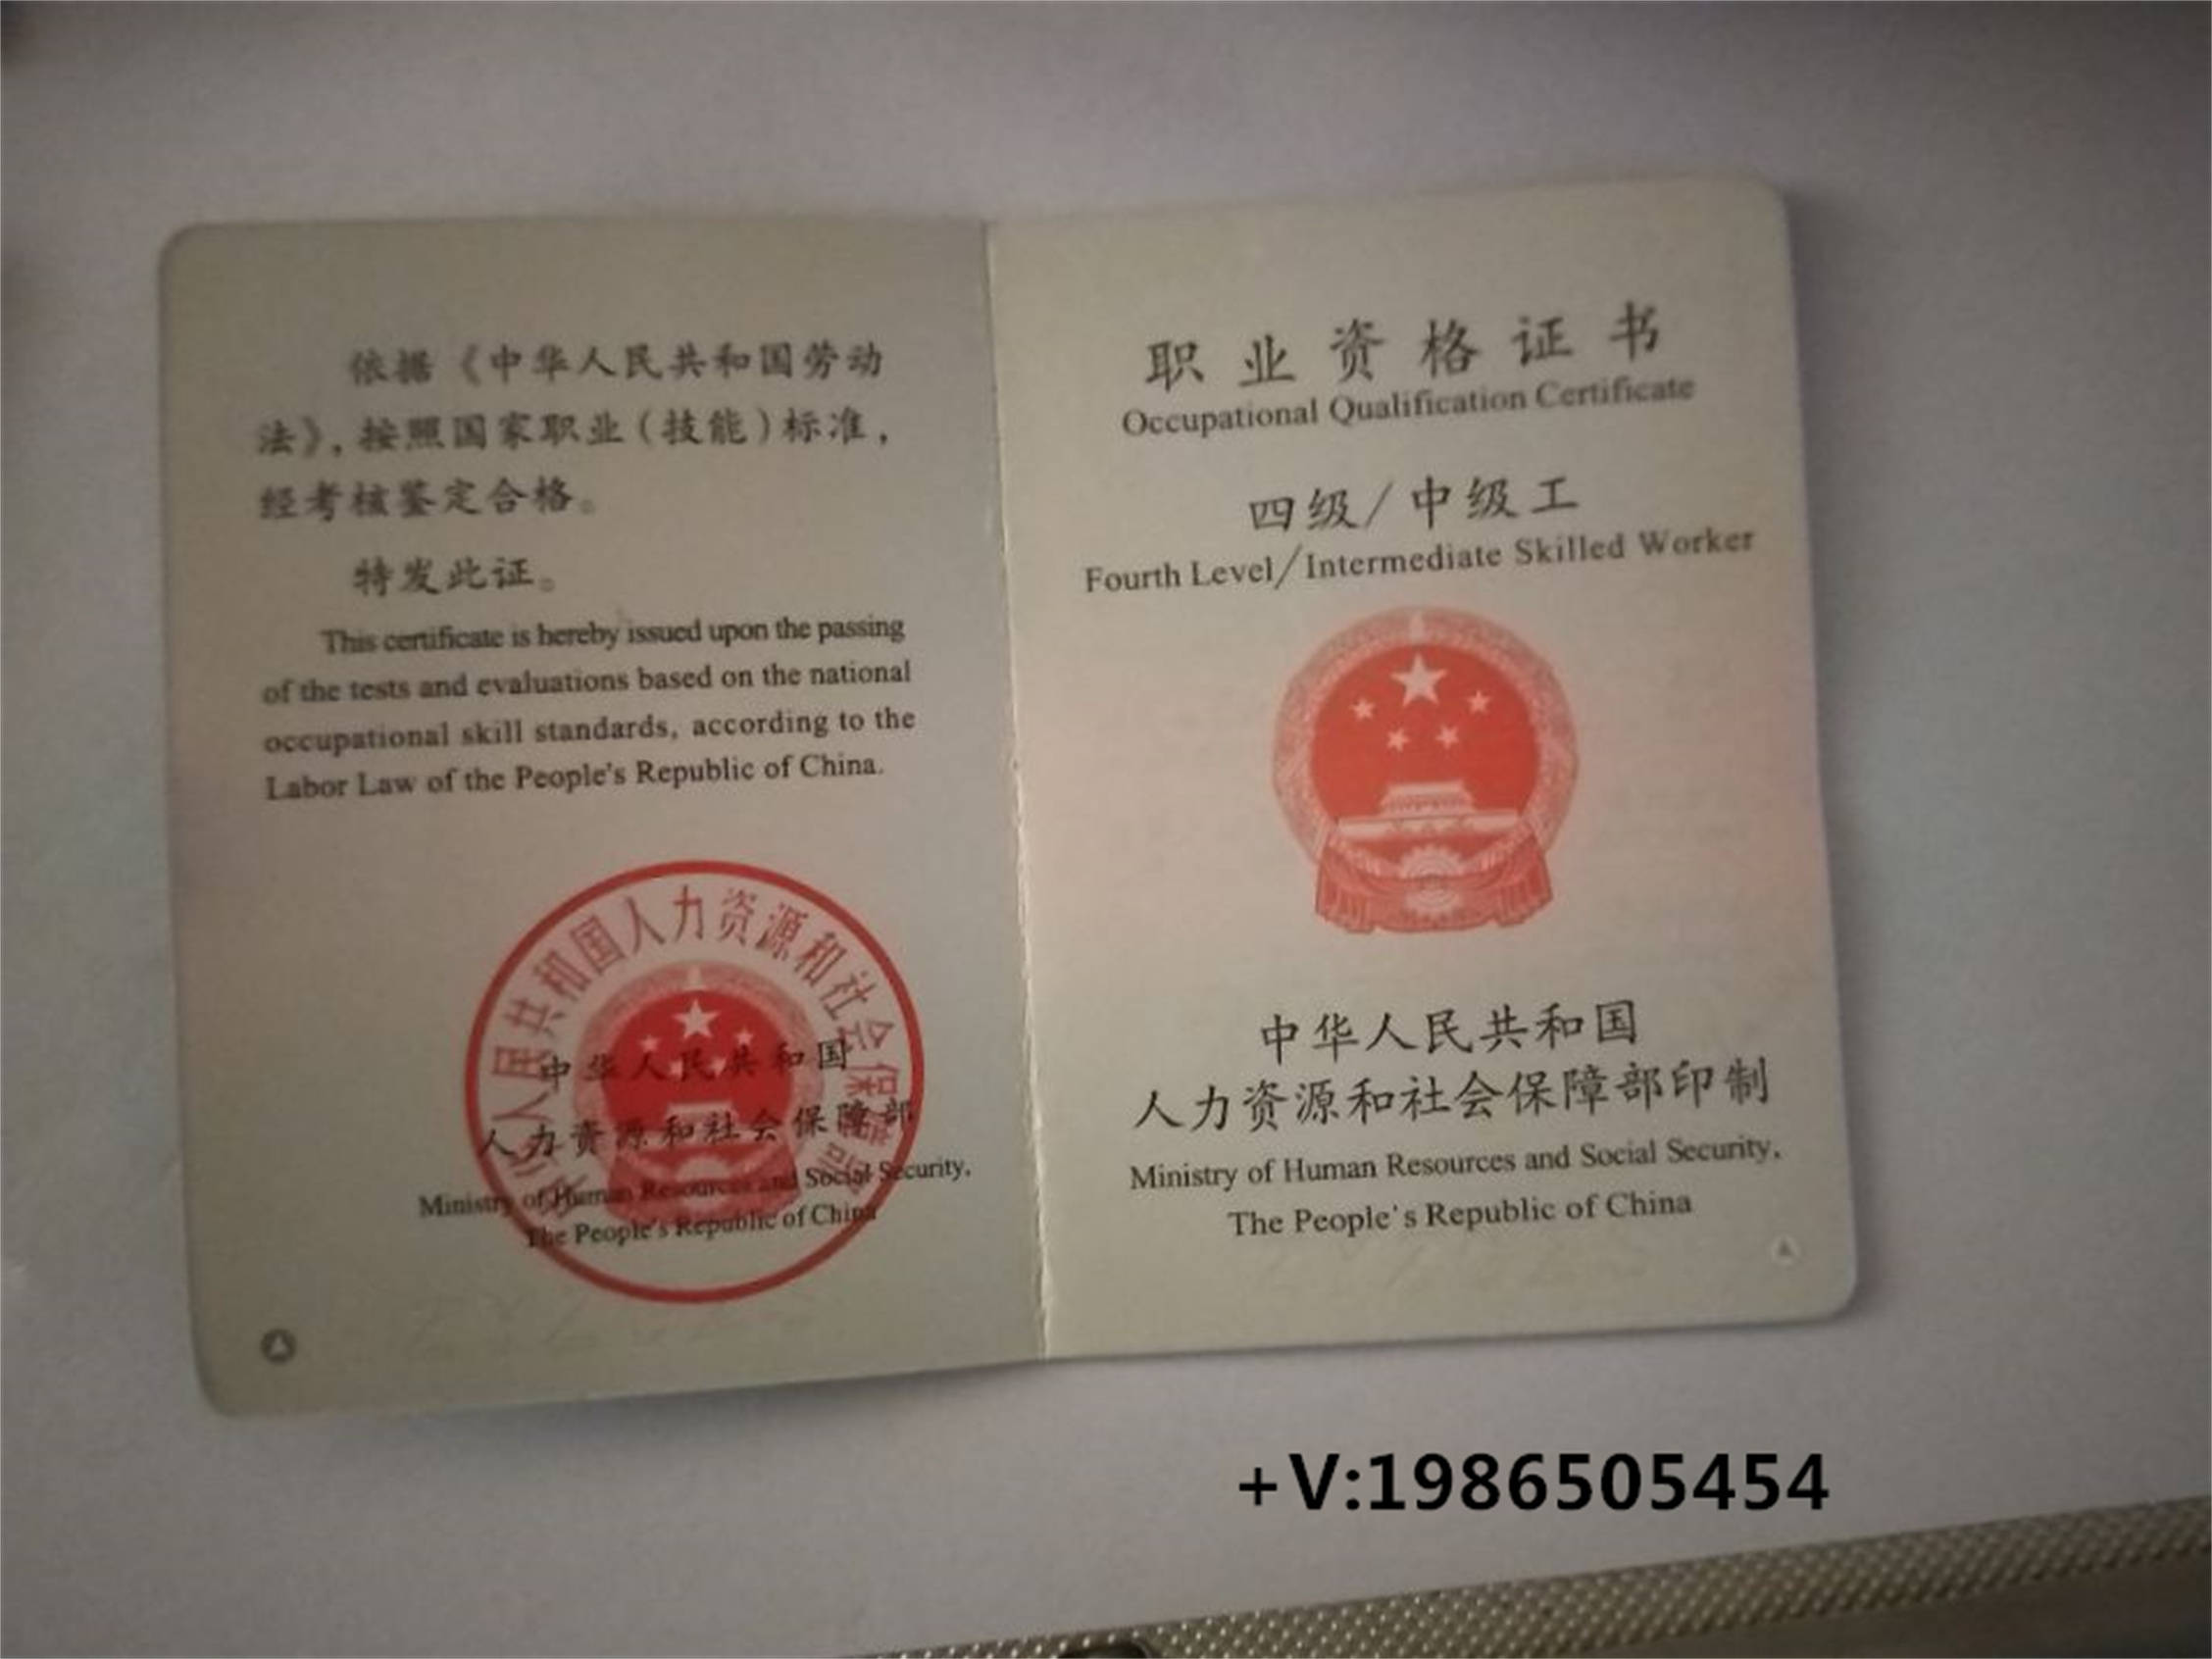 依据《中华人民共和国劳动
法》，按照国家职业（技能）标准，
经考核鉴定合格。
特发此证。
This certificate is hereby issued upon the passing
of the tests and evaluations based on the national
occupational skill standards, according to the
Labor Law of the People's Republic of China.
中华人民共和国人力资源和社会保障部
中华人民共和国
人力资源和社会保障部
Ministry of Human Resources and Social Security,
The People's Republic of China
职业资格证书
Occupational Qualification Certificate
四级/中级工
Fourth Level/Intermediate Skilled Worker
中华人民共和国
人力资源和社会保障部印制
Ministry of Human Resources and Social Security,
The People's Republic of China
+V:1986505454